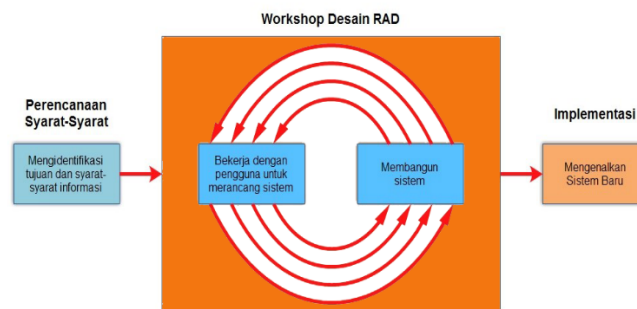 Workshop Desain RAD
Perencanaan
Syarat-Syarat
Mengidentifikasi
tujuan dan syarat-
syarat informasi
Bekerja dengan
pengguna untuk
merancang sistem
Membangun
sistem
Implementasi
Mengenalkan
Sistem Baru